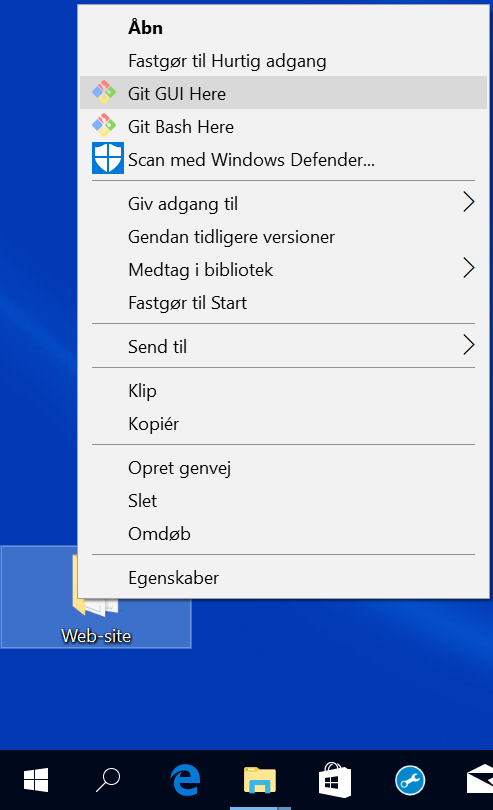 Åbn
Fastgør til Hurtig adgang
Git GUI Here
Git Bash Here
Scan med Windows Defender...
Giv adgang til
Gendan tidligere versioner
Medtag i bibliotek
Fastgør til Start
Send til
Klip
Kopiér
Opret genvej
Slet
Omdøb
Egenskaber
Web-site